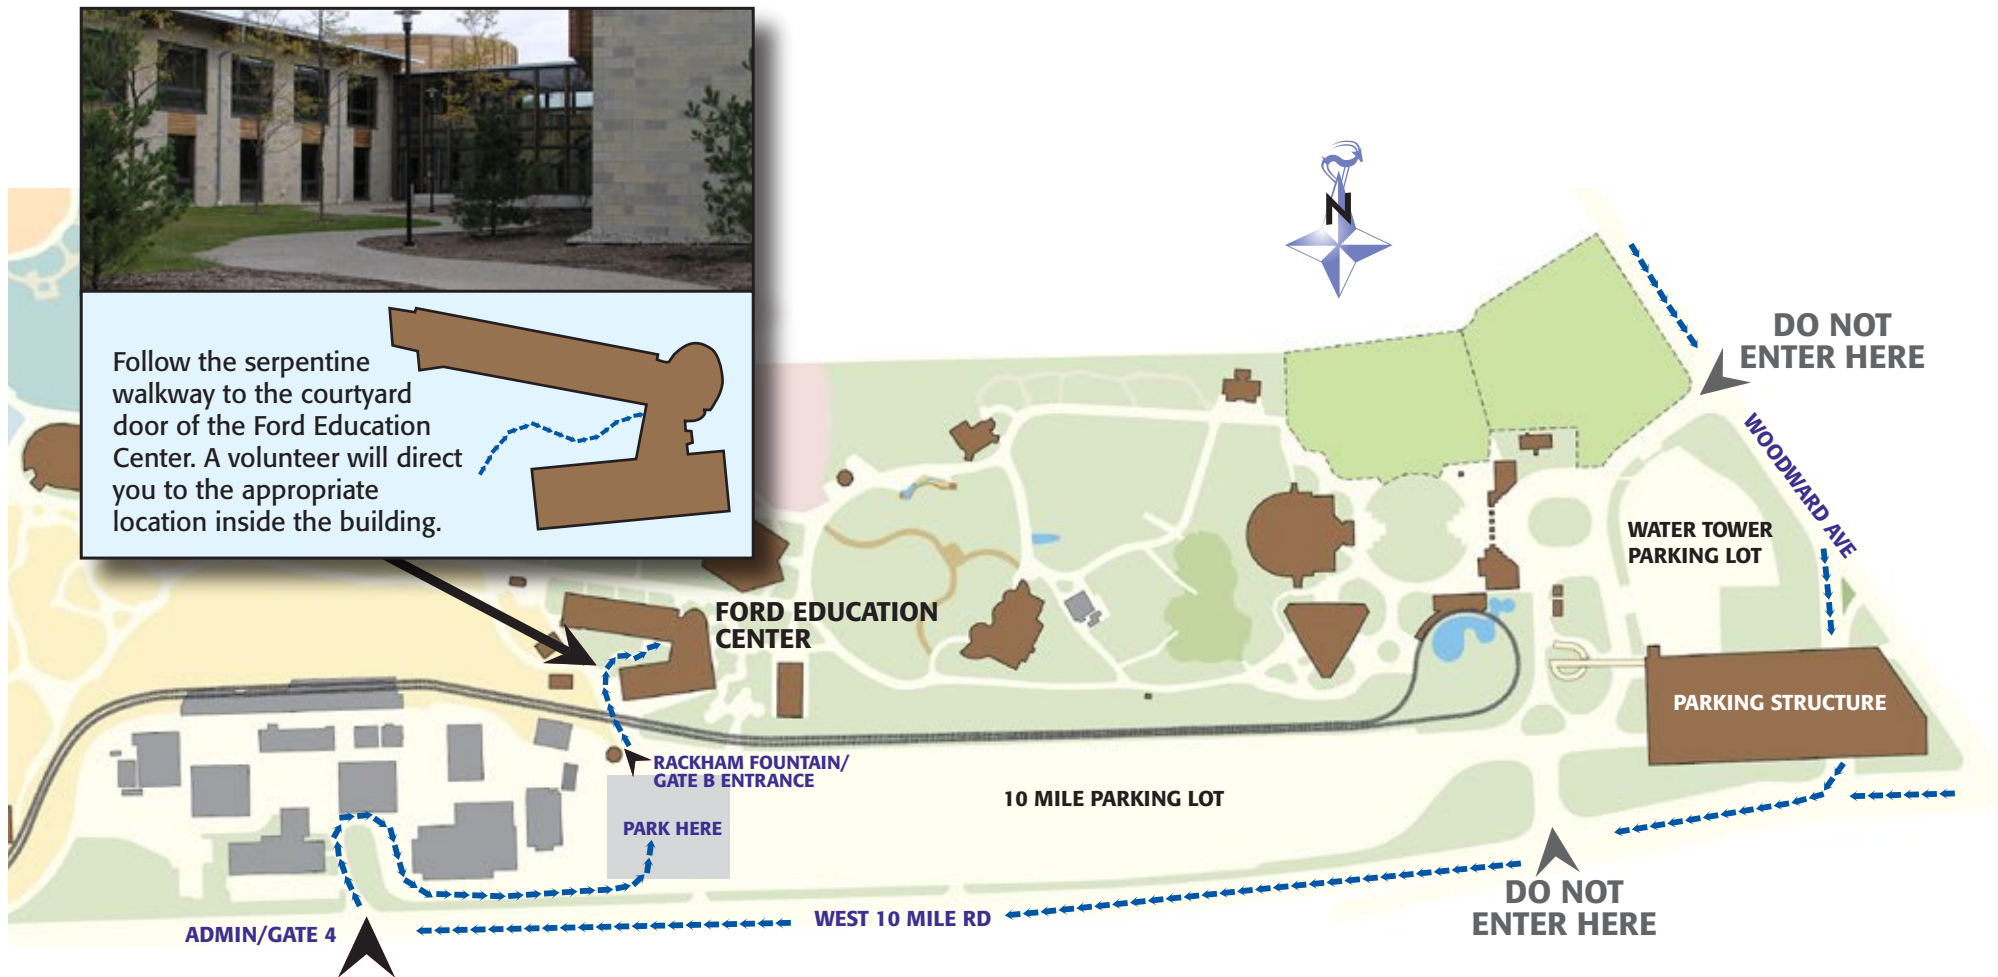 Follow the serpentine
walkway to the courtyard
door of the Ford Education
Center. A volunteer will direct
you to the appropriate
location inside the building.
N
DO NOT
ENTER HERE
WOODWARD AVE
WATER TOWER
PARKING LOT
FORD EDUCATION
CENTER
PARKING STRUCTURE
RACKHAM FOUNTAIN/
GATE B ENTRANCE
10 MILE PARKING LOT
PARK HERE
DO NOT
ENTER HERE
WEST 10 MILE RD
ADMIN/GATE 4